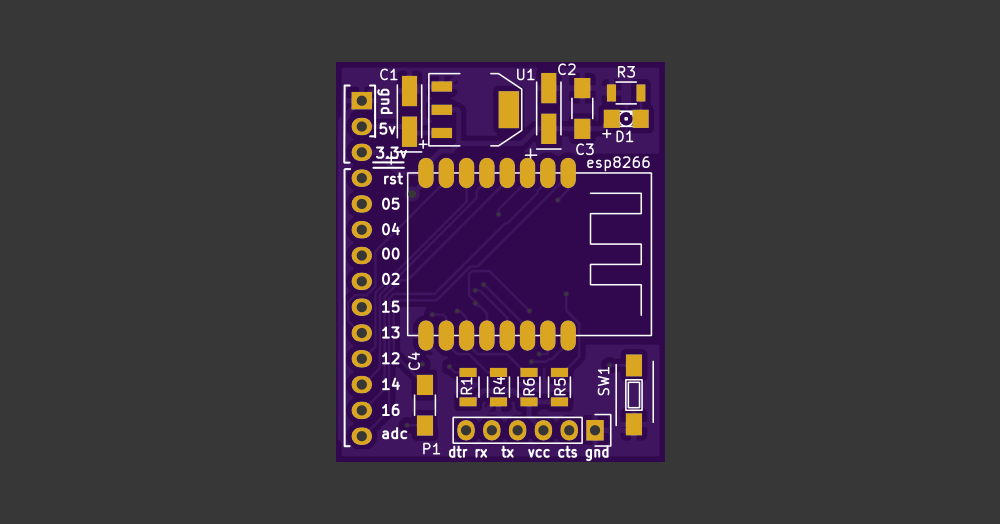 C1
U1
C2
R3
gnd
5v
3.3v
+
+
+
+
D1
C3
esp8266
rst
05
04
00
02
15
13
12
14
16
adc
C4
R1
R4
R6
R5
SW1
P1
dtr rx tx vcc cts gnd